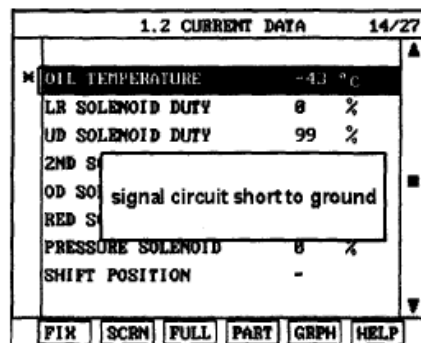 1.2 CURRENT DATA 14/27
* OIL TEMPERATURE -43 °C
LR SOLENOID DUTY 0 %
UD SOLENOID DUTY 99 %
2ND
OD
signal circuit short to ground
RED
PRESSURE SOLENOID 0 %
SHIFT POSITION -
FIX SCRN FULL PART GRPH HELP